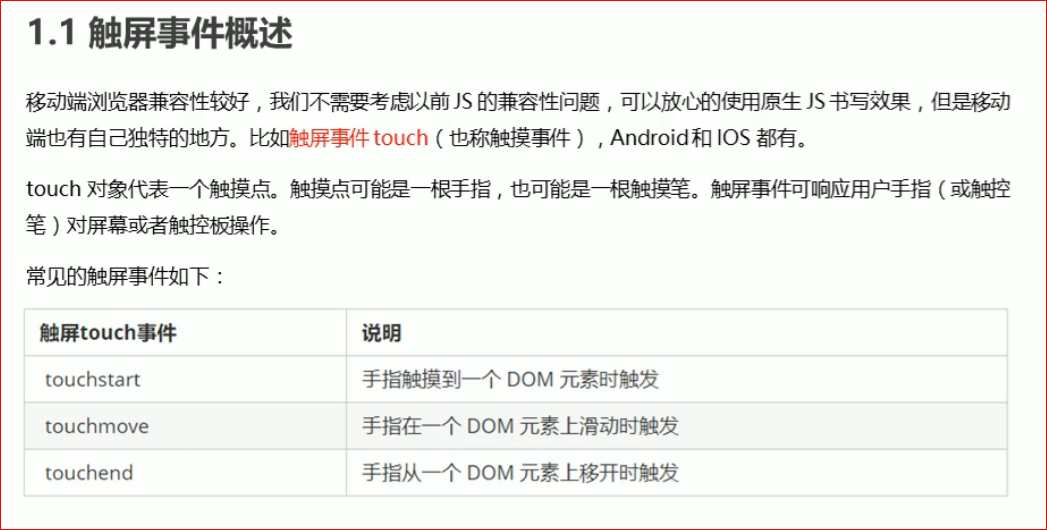 1.1 触屏事件概述
移动端浏览器兼容性较好，我们不需要考虑以前 JS 的兼容性问题，可以放心的使用原生 JS 书写效果，但是移动
端也有自己独特的地方。比如触屏事件 touch（也称触摸事件），Android 和 IOS 都有。
touch 对象代表一个触摸点。触摸点可能是一根手指，也可能是一根触摸笔。触屏事件可响应用户手指（或触控
笔）对屏幕或者触控板操作。
常见的触屏事件如下：
触屏touch事件 说明
touchstart 手指触摸到一个 DOM 元素时触发
touchmove 手指在一个 DOM 元素上滑动时触发
touchend 手指从一个 DOM 元素上移开时触发